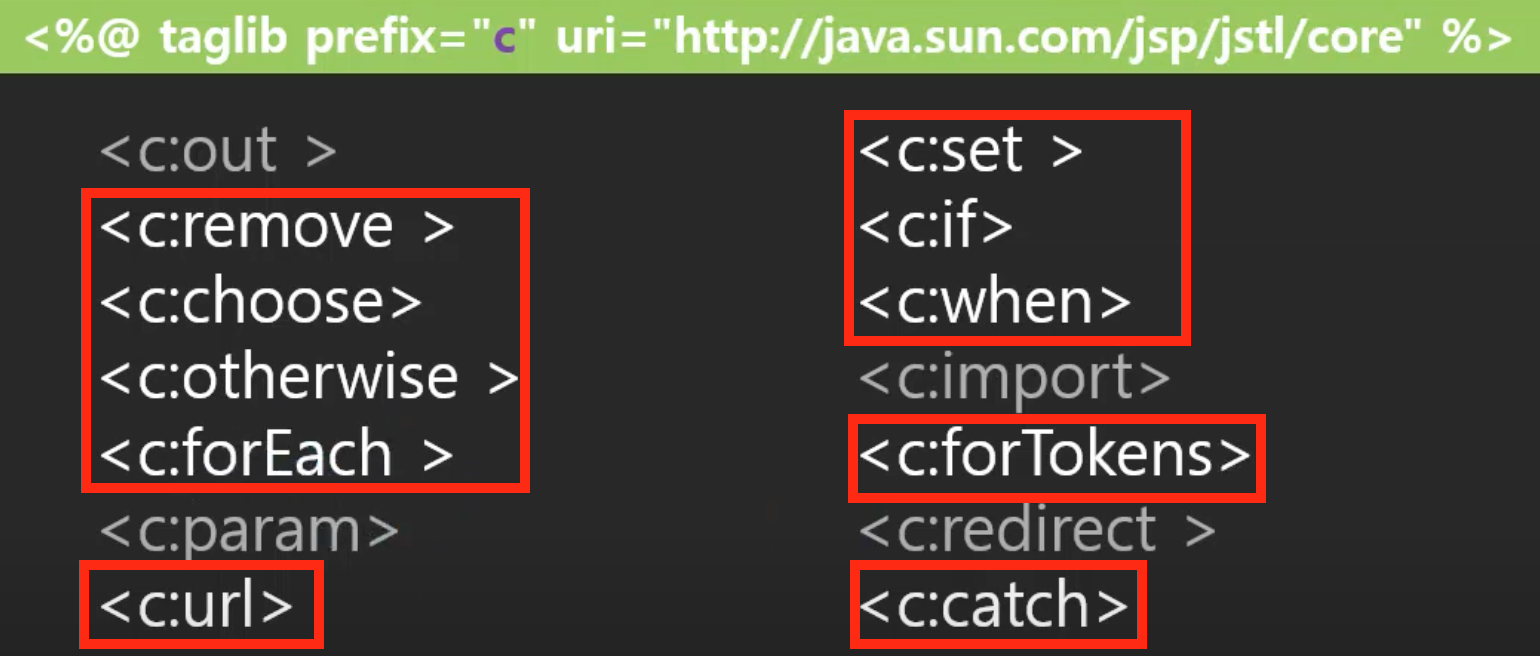 <%@ taglib prefix="c" uri="http://java.sun.com/jsp/jstl/core" %>
<c:out >
<c:remove >
<c:choose>
<c:otherwise >
<c:forEach >
<c:param>
<c:url>
<c:set >
<c:if>
<c:when>
<c:import>
<c:forTokens>
<c:redirect >
<c:catch>